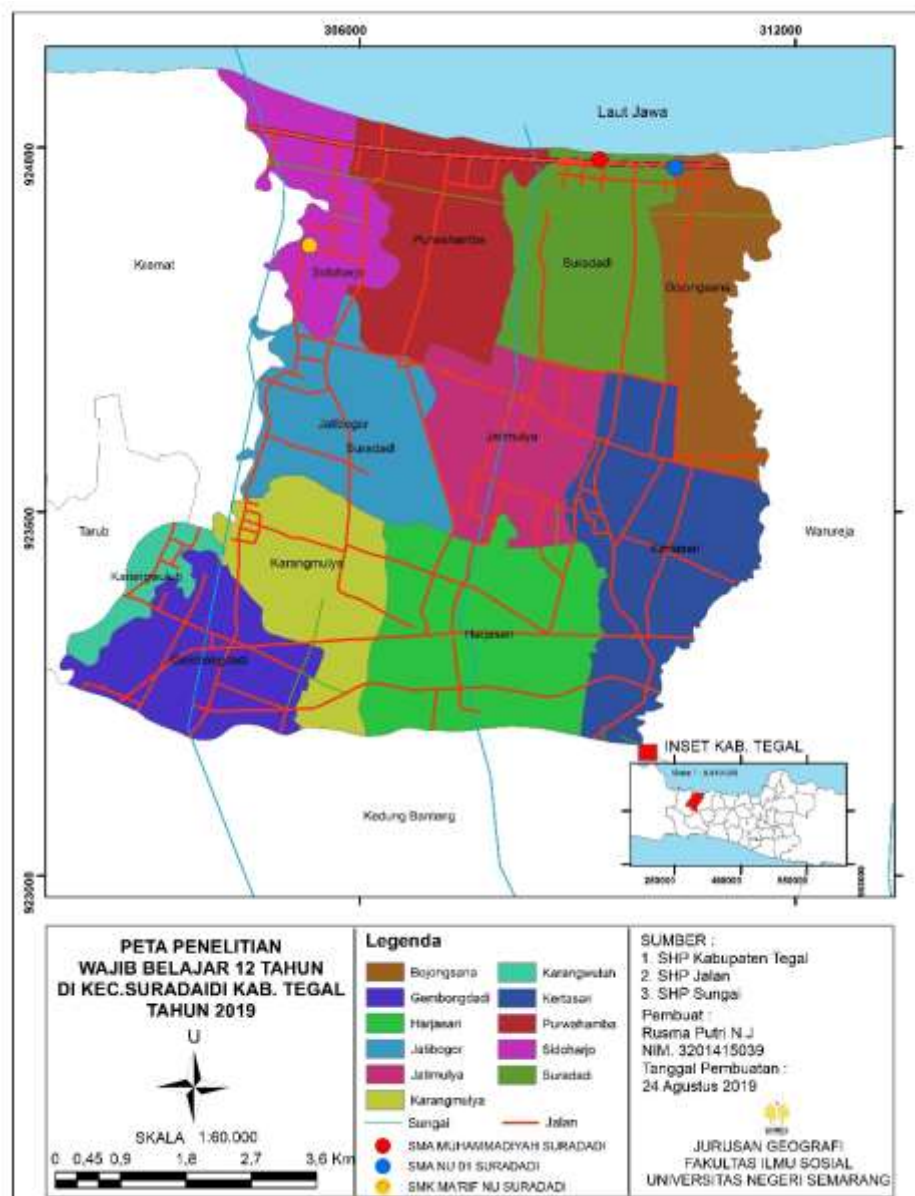 306000
312000
Laut Jawa
924000
Kramat
Purwahamba
Suradadi
Sidoharjo
Bojongsana
Jatibogor
Suradadi
Jatimulya
Tarub
Warureja
Kertasari
Karangmulya
Harjasari
Gembongdadi
INSET KAB. TEGAL
Kedung Banteng
PETA PENELITIAN
WAJIB BELAJAR 12 TAHUN
DI KEC.SURADAIDI KAB. TEGAL
TAHUN 2019
U
SKALA 1:60.000
0 0,45 0,9 1,8 2,7 3,6 Km
Legenda
Bojongsana
Gembongdadi
Harjasari
Jatibogor
Jatimulya
Karangmulya
Karangwuluh
Kertasari
Purwahamba
Sidoharjo
Suradadi
Sungai
Jalan
SMA MUHAMMADIYAH SURADADI
SMA NU 01 SURADADI
SMK MA'RIF NU SURADADI
SUMBER :
1. SHP Kabupaten Tegal
2. SHP Jalan
3. SHP Sungai
Pembuat :
Rusma Putri N.J
NIM. 3201415039
Tanggal Pembuatan :
24 Agustus 2019
JURUSAN GEOGRAFI
FAKULTAS ILMU SOSIAL
UNIVERSITAS NEGERI SEMARANG